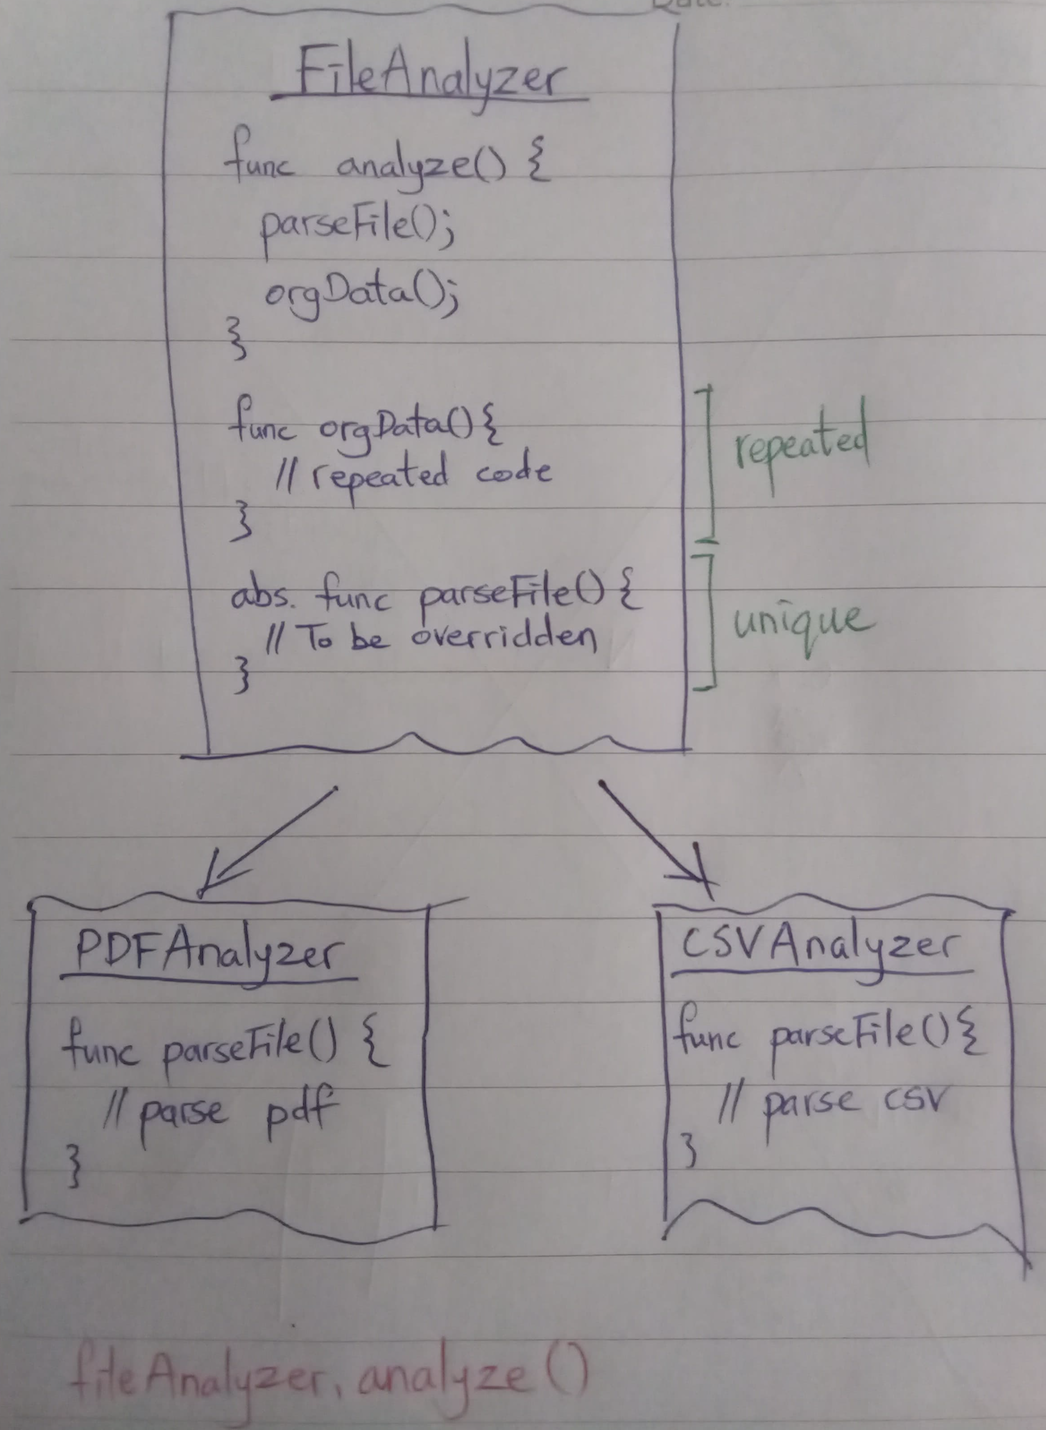 Date:
FileAnalyzer
func analyze() {
parseFile();
orgData();
}
func orgData(){
// repeated code
}
repeated
abs. func parseFile() {
// To be overridden
}
unique
PDFAnalyzer
func parseFile() {
// parse pdf
}
CSVAnalyzer
func parseFile(){
// parse csv
}
fileAnalyzer.analyze()